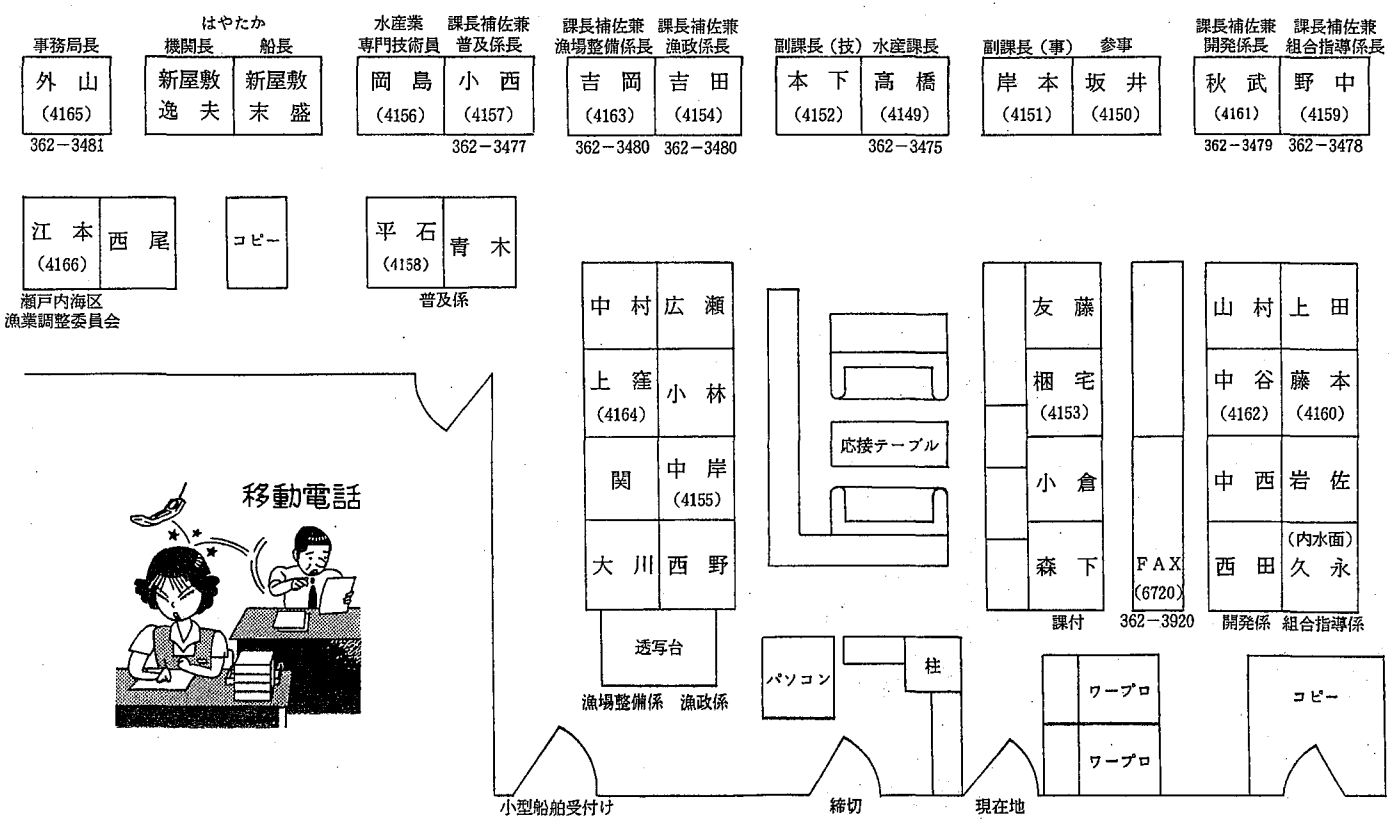 はやたか
事務局長
機関長 船長
水産業
専門技術員
課長補佐兼
普及係長
課長補佐兼
漁場整備係長
課長補佐兼
漁政係長
副課長（技） 水産課長
副課長（事） 参事
課長補佐兼
開発係長
課長補佐兼
組合指導係長
外山
(4165)
362－3481
新屋敷
逸夫
新屋敷
末盛
岡島
(4156)
小西
(4157)
362－3477
吉岡
(4163)
362－3480
吉田
(4154)
362－3480
本下
(4152)
高橋
(4149)
362－3475
岸本
(4151)
坂井
(4150)
秋武
(4161)
362－3479
野中
(4159)
362－3478
江本
(4166)
西尾
瀬戸内海区
漁業調整委員会
コピー
平石
(4158)
青木
普及係
中村 広瀬
上窪
(4164)
小林
関
中岸
(4155)
大川 西野
透写台
漁場整備係 漁政係
応接テーブル
友藤
梱宅
(4153)
小倉
森下
課付
FAX
(6720)
362－3920
山村 上田
中谷
(4162)
藤本
(4160)
中西 岩佐
西田
(内水面)
久永
開発係 組合指導係
移動電話
パソコン
柱
ワープロ
ワープロ
コピー
小型船舶受付け
締切
現在地